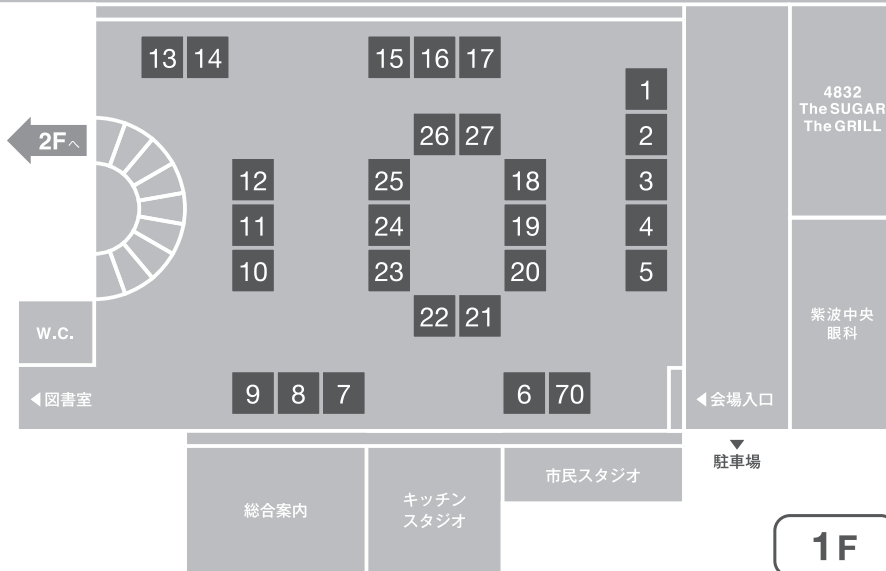 13 14
15 16 17
1
4832
The SUGAR
The GRILL
2Fへ
26 27
2
12
25
18
3
11
24
19
4
10
23
20
5
22 21
W.C.
紫波中央
眼科
◀図書室
9 8 7
6 70
◀会場入口
▼
駐車場
総合案内
キッチン
スタジオ
市民スタジオ
1F